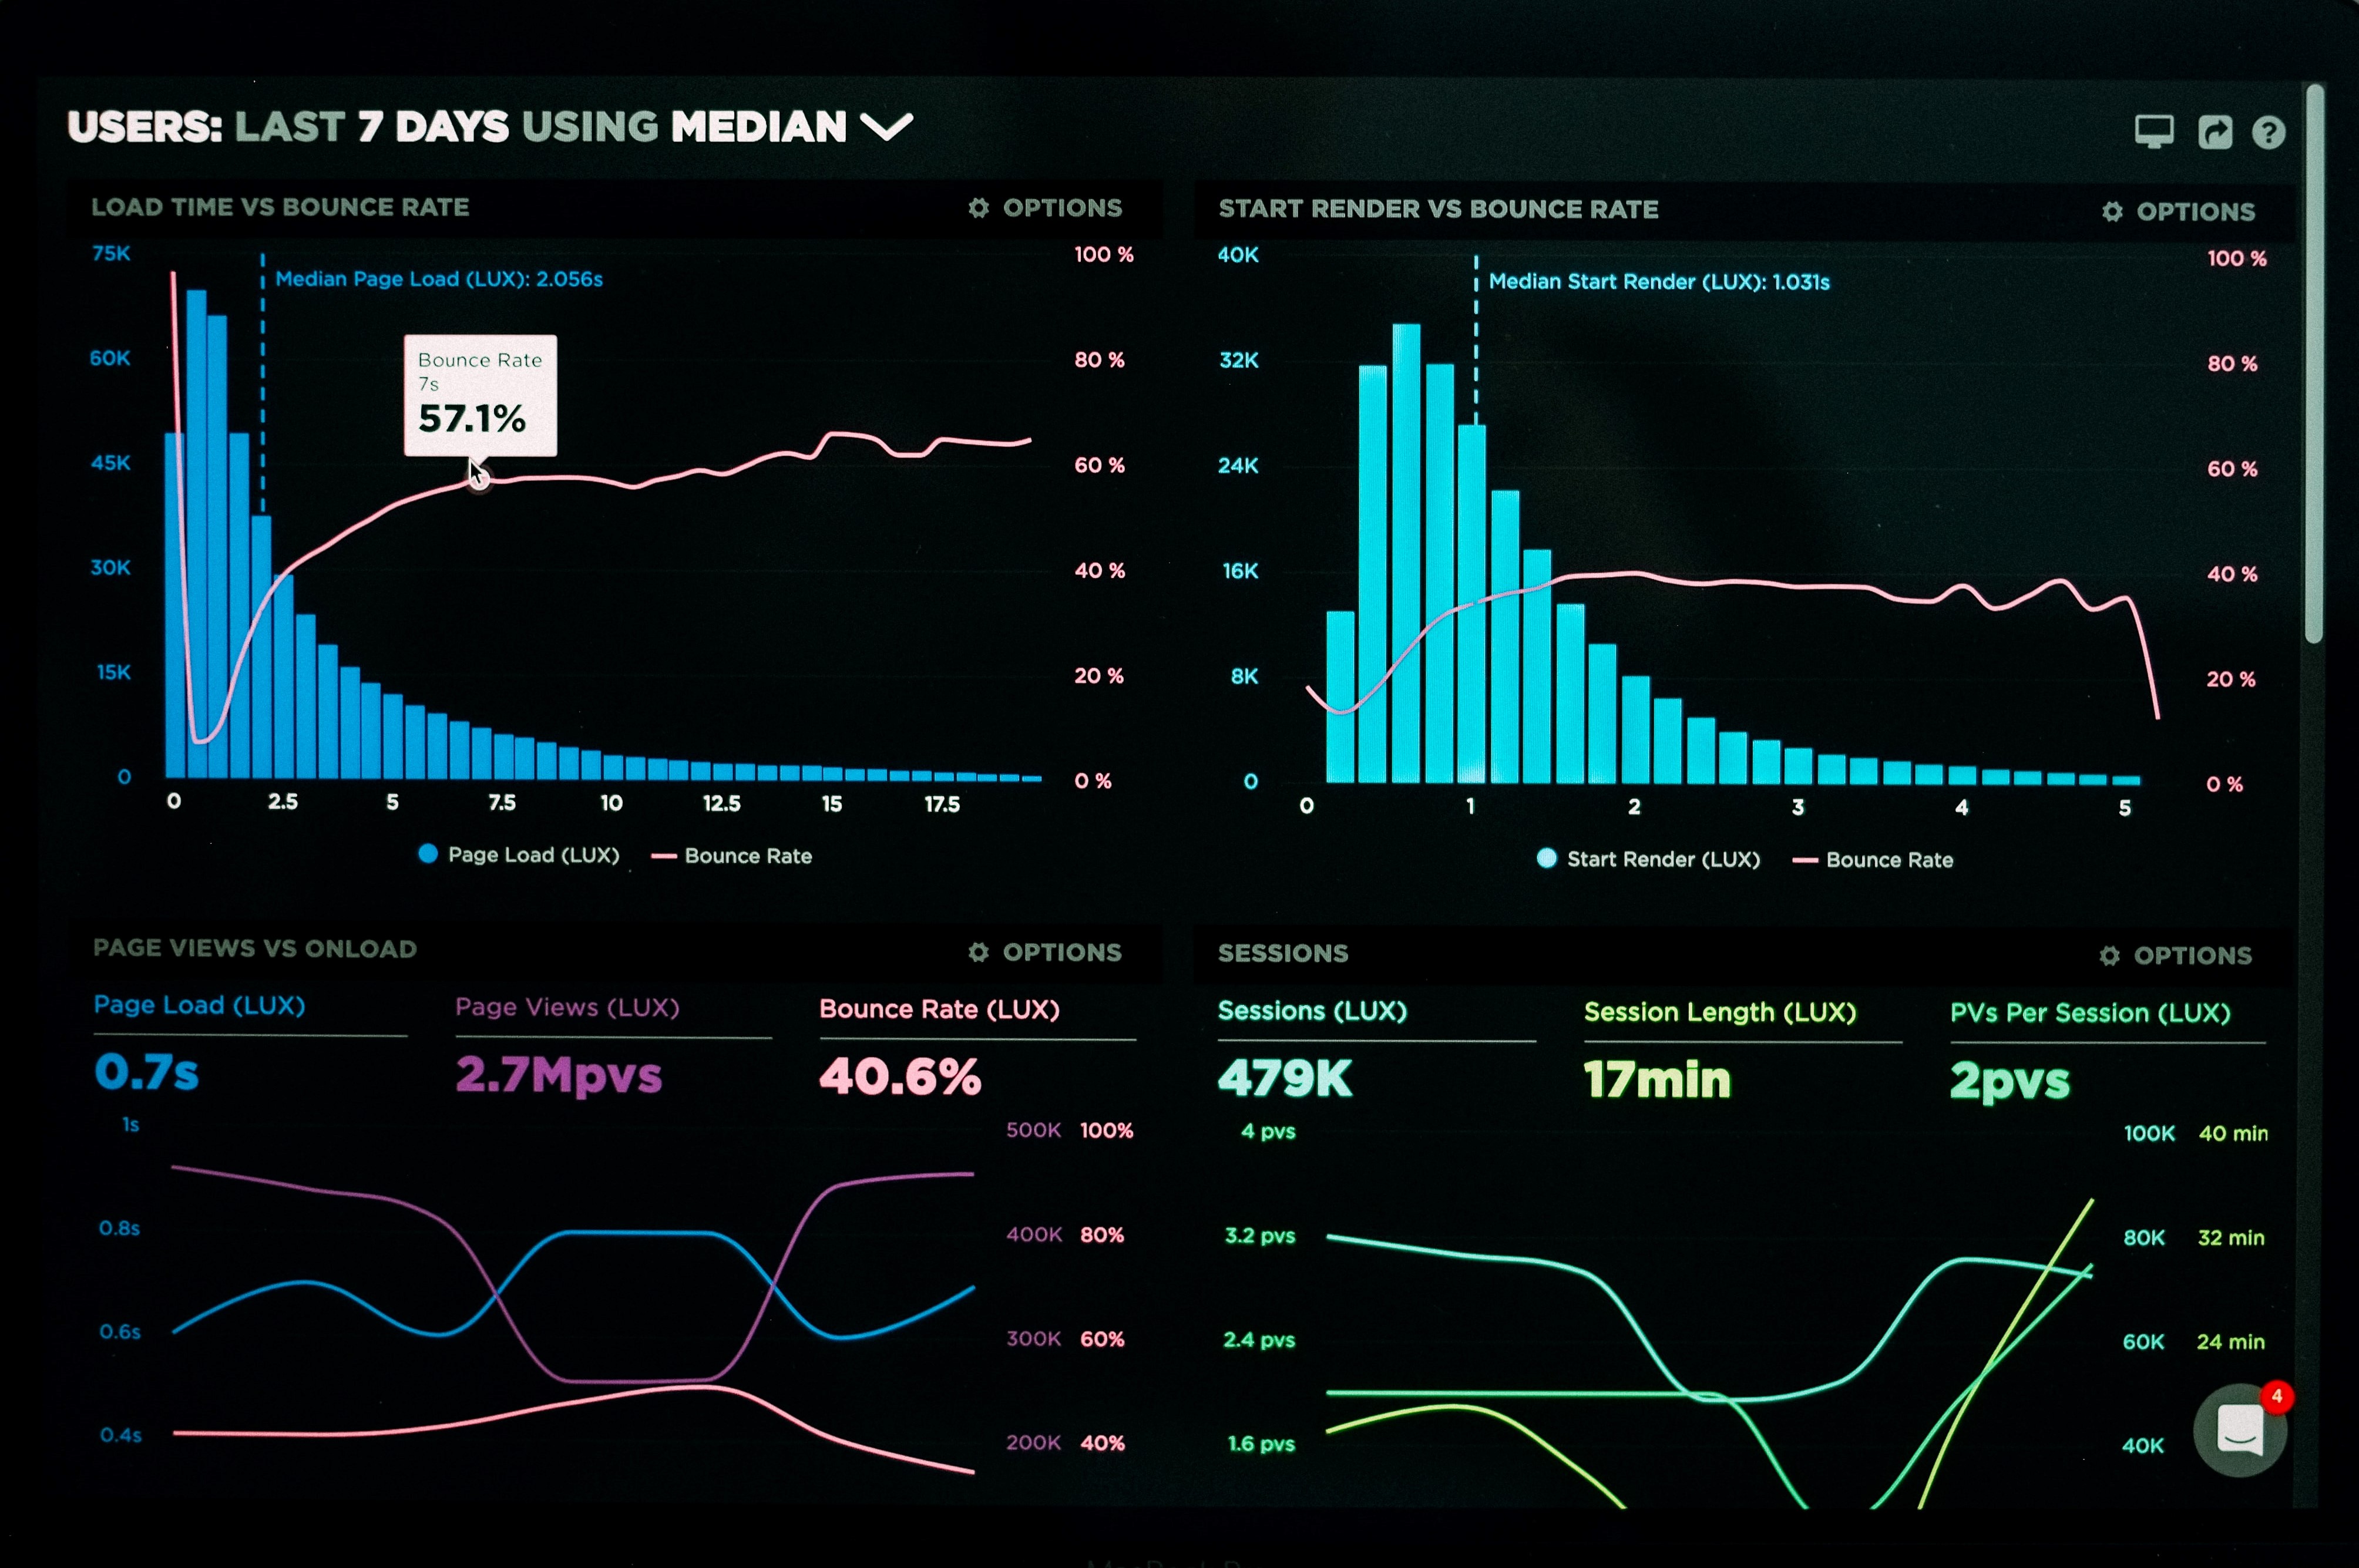 USERS: LAST 7 DAYS USING MEDIAN
LOAD TIME VS BOUNCE RATE
OPTIONS
75K
60K
45K
30K
15K
0
Median Page Load (LUX): 2.056s
Bounce Rate
7s
57.1%
100 %
80 %
60 %
40 %
20 %
0 %
0 2.5 5 7.5 10 12.5 15 17.5
Page Load (LUX) Bounce Rate
START RENDER VS BOUNCE RATE
OPTIONS
40K
32K
24K
16K
8K
0
Median Start Render (LUX): 1.031s
100 %
80 %
60 %
40 %
20 %
0 %
0 1 2 3 4 5
Start Render (LUX) Bounce Rate
PAGE VIEWS VS ONLOAD
OPTIONS
Page Load (LUX) Page Views (LUX) Bounce Rate (LUX)
0.7s 2.7Mpvs 40.6%
1s 500K 100%
0.8s 400K 80%
0.6s 300K 60%
0.4s 200K 40%
SESSIONS
OPTIONS
Sessions (LUX) Session Length (LUX) PVs Per Session (LUX)
479K 17min 2pvs
4 pvs 100K 40 min
3.2 pvs 80K 32 min
2.4 pvs 60K 24 min
1.6 pvs 40K
4